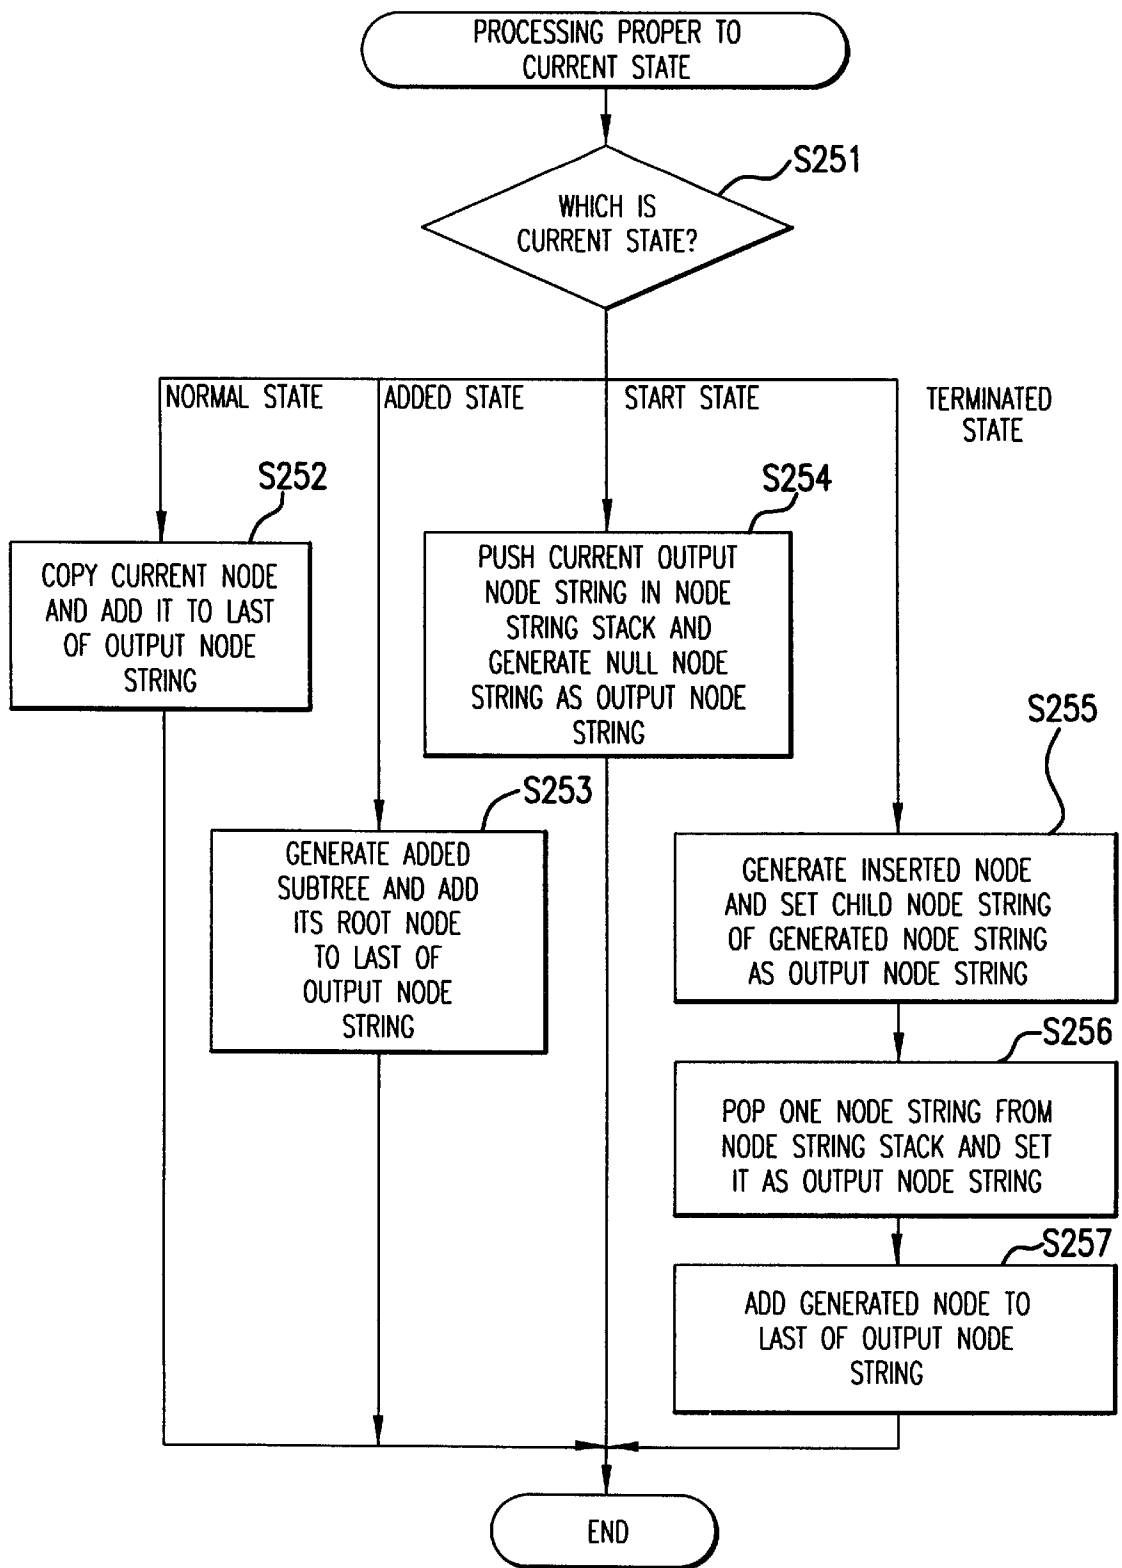 PROCESSING PROPER TO
CURRENT STATE
S251
WHICH IS
CURRENT STATE?
NORMAL STATE
ADDED STATE
START STATE
TERMINATED
STATE
S252
COPY CURRENT NODE
AND ADD IT TO LAST
OF OUTPUT NODE
STRING
S254
PUSH CURRENT OUTPUT
NODE STRING IN NODE
STRING STACK AND
GENERATE NULL NODE
STRING AS OUTPUT NODE
STRING
S253
GENERATE ADDED
SUBTREE AND ADD
ITS ROOT NODE
TO LAST OF
OUTPUT NODE
STRING
S255
GENERATE INSERTED NODE
AND SET CHILD NODE STRING
OF GENERATED NODE STRING
AS OUTPUT NODE STRING
S256
POP ONE NODE STRING FROM
NODE STRING STACK AND SET
IT AS OUTPUT NODE STRING
S257
ADD GENERATED NODE TO
LAST OF OUTPUT NODE
STRING
END